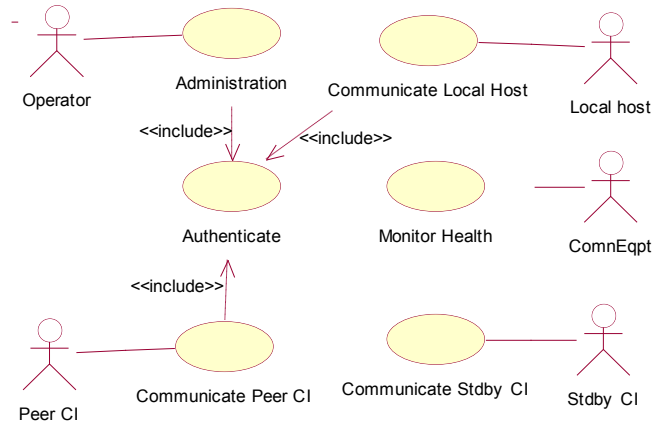 Operator
Administration
Communicate Local Host
Local host
<<include>>
<<include>>
Authenticate
Monitor Health
ComnEqpt
<<include>>
Peer CI
Communicate Peer CI
Communicate Stdby CI
Stdby CI